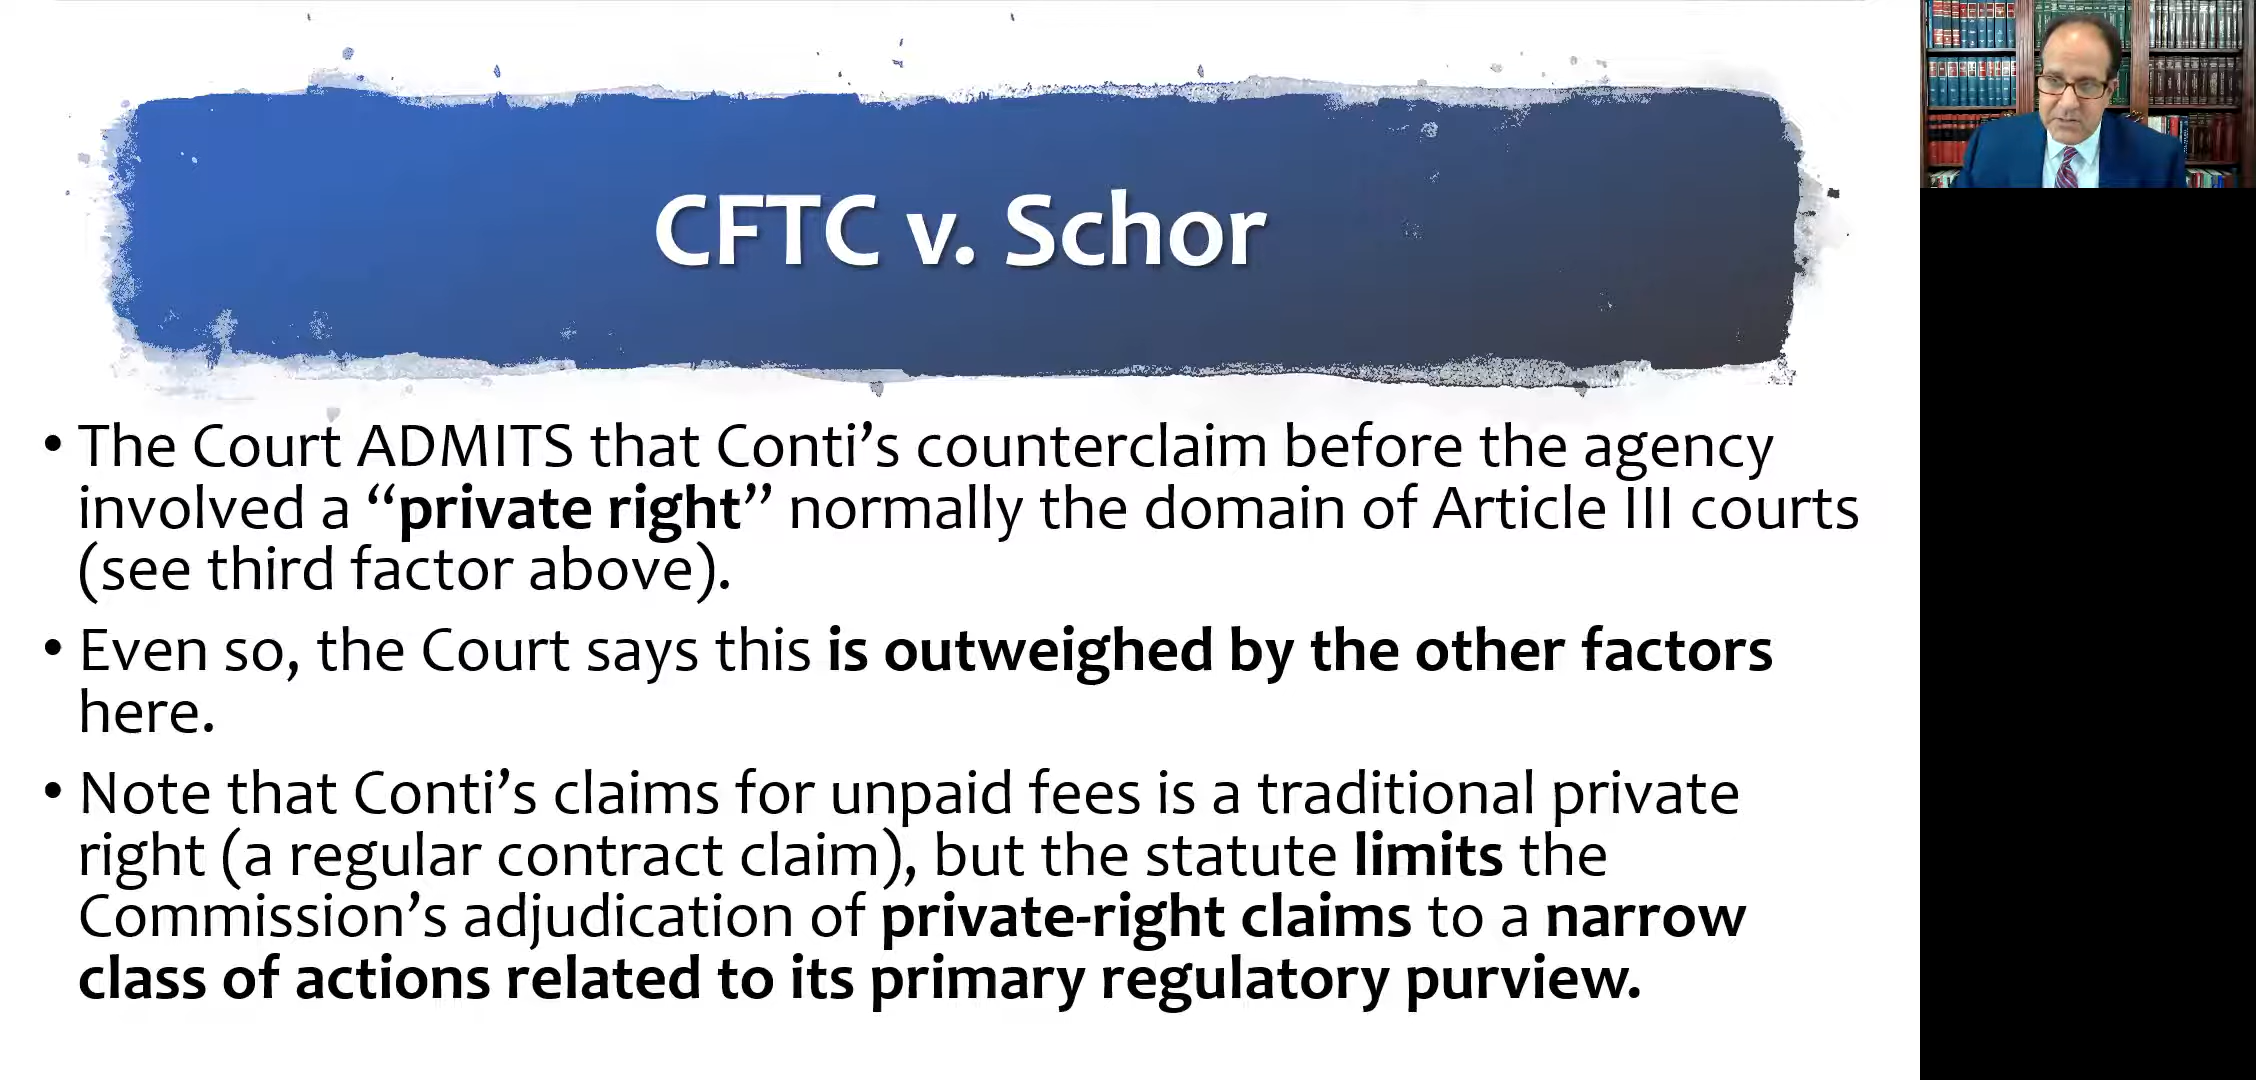 CFTC v. Schor
• The Court ADMITS that Conti’s counterclaim before the agency
involved a “private right” normally the domain of Article III courts
(see third factor above).
• Even so, the Court says this is outweighed by the other factors
here.
• Note that Conti’s claims for unpaid fees is a traditional private
right (a regular contract claim), but the statute limits the
Commission’s adjudication of private-right claims to a narrow
class of actions related to its primary regulatory purview.